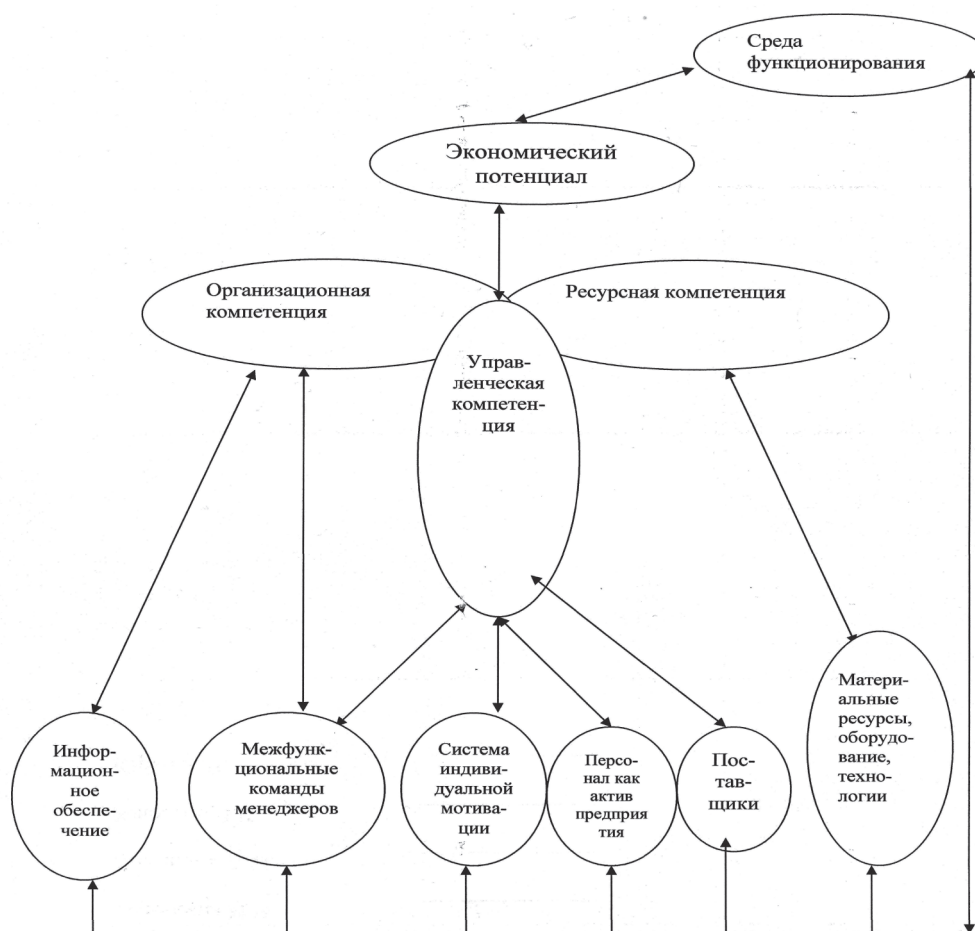 Среда
функционирования
Экономический
потенциал
Организационная
компетенция
Ресурсная компетенция
Управ-
ленческая
компетен-
ция
Инфор-
мацион-
ное
обеспе-
чение
Межфунк-
циональные
команды
менеджеров
Система
индиви-
дуальной
мотива-
ции
Персо-
нал как
актив
предприя
тия
Пос-
тав-
щики
Матери-
альные
ресурсы,
оборудо-
вание,
техно-
логии